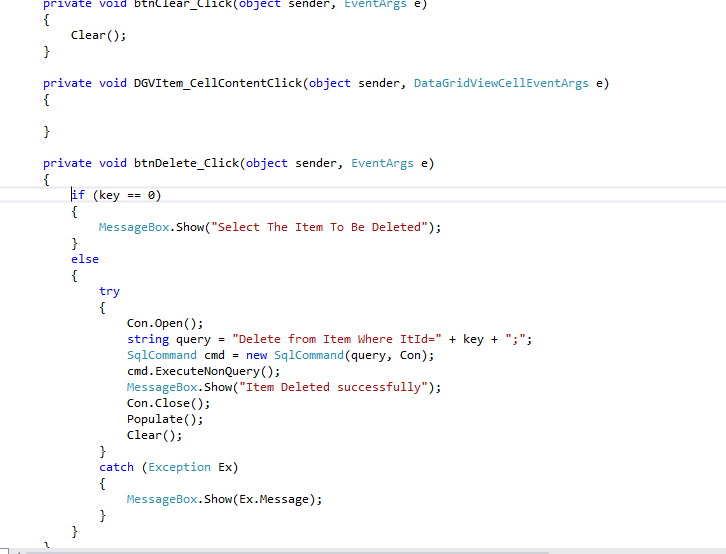 private void btnClear_Click(object sender, EventArgs e)
{
Clear();
}
private void DGVItem_CellContentClick(object sender, DataGridViewCellEventArgs e)
{
}
private void btnDelete_Click(object sender, EventArgs e)
{
if (key == 0)
{
MessageBox.Show("Select The Item To Be Deleted");
}
else
{
try
{
Con.Open();
string query = "Delete from Item Where ItId=" + key + ";";
SqlCommand cmd = new SqlCommand(query, Con);
cmd.ExecuteNonQuery();
MessageBox.Show("Item Deleted successfully");
Con.Close();
Populate();
Clear();
}
catch (Exception Ex)
{
MessageBox.Show(Ex.Message);
}
}
}